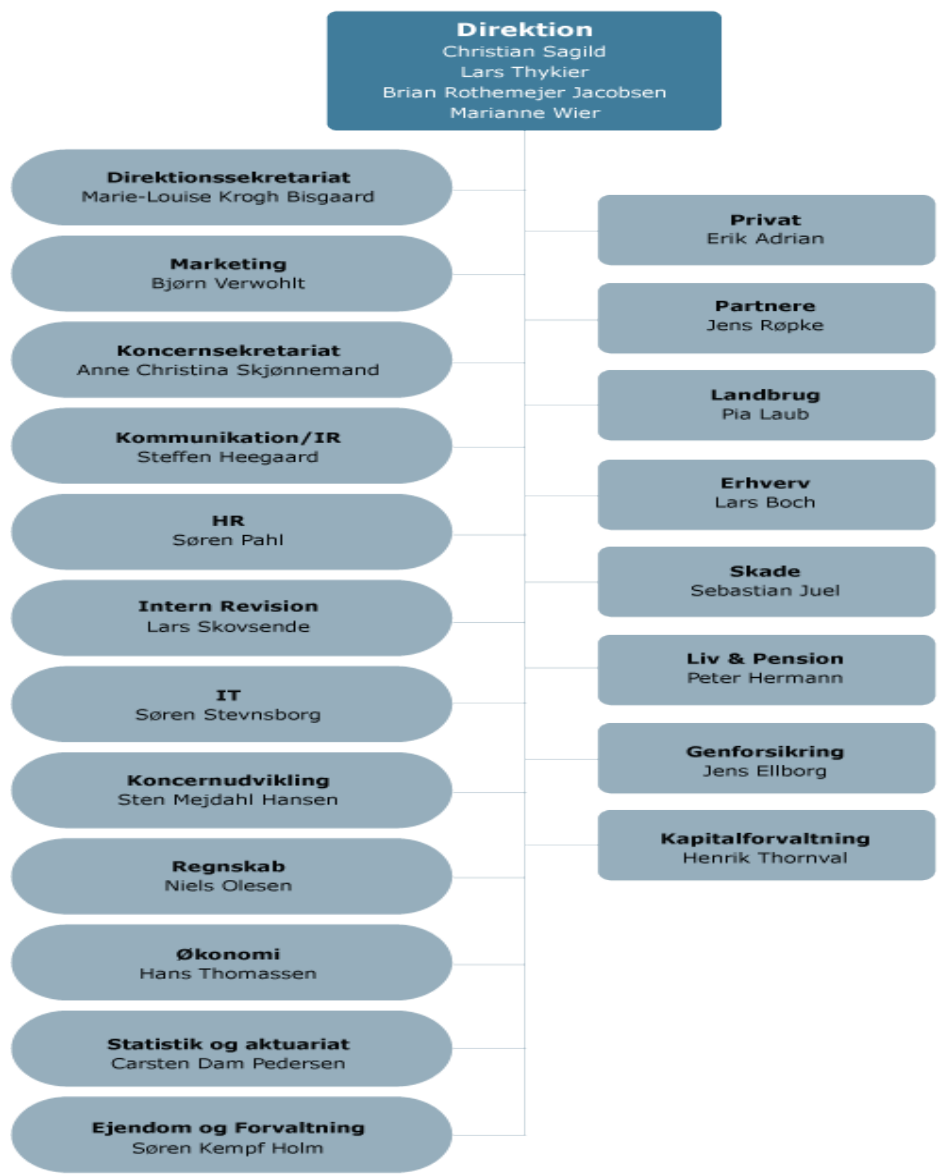 Direktion
Christian Sagild
Lars Thykier
Brian Rothemejer Jacobsen
Marianne Wier
Direktionssekretariat
Marie-Louise Krogh Bisgaard
Marketing
Bjørn Verwohlt
Koncernsekretariat
Anne Christina Skjønnemand
Kommunikation/IR
Steffen Heegaard
HR
Søren Pahl
Intern Revision
Lars Skovsende
IT
Søren Stevnsborg
Koncernudvikling
Sten Mejdahl Hansen
Regnskab
Niels Olesen
Økonomi
Hans Thomassen
Statistik og aktuariat
Carsten Dam Pedersen
Ejendom og Forvaltning
Søren Kempf Holm
Privat
Erik Adrian
Partnere
Jens Røpke
Landbrug
Pia Laub
Erhverv
Lars Boch
Skade
Sebastian Juel
Liv & Pension
Peter Hermann
Genforsikring
Jens Ellborg
Kapitalforvaltning
Henrik Thornval